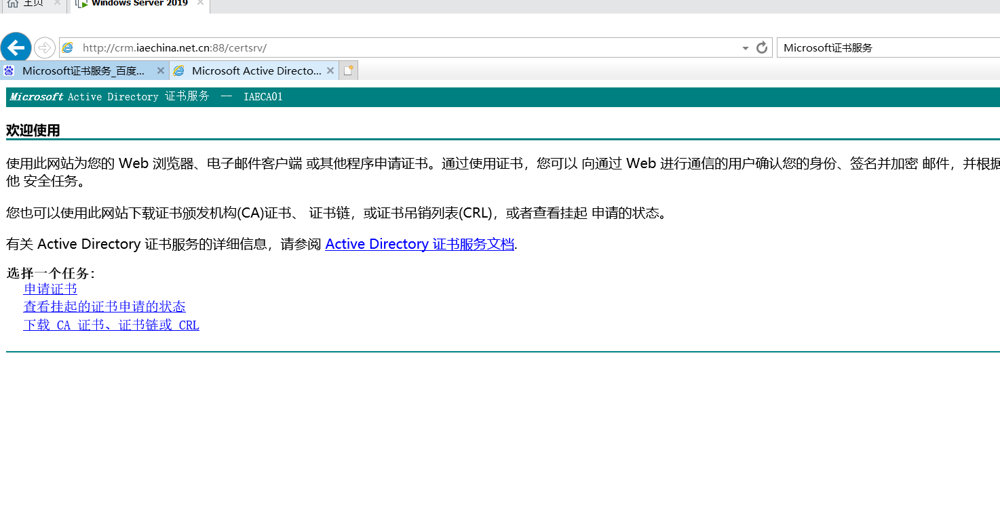 主页
Windows Server 2019
http://crm.iaechina.net.cn:88/certsrv/
Microsoft证书服务
Microsoft证书服务_百度...
Microsoft Active Directo...
Microsoft Active Directory 证书服务 -- IAECA01
欢迎使用
使用此网站为您的 Web 浏览器、电子邮件客户端 或其他程序申请证书。通过使用证书，您可以 向通过 Web 进行通信的用户确认您的身份、签名并加密 邮件，并根据
他 安全任务。
您也可以使用此网站下载证书颁发机构(CA)证书、 证书链，或证书吊销列表(CRL)，或者查看挂起 申请的状态。
有关 Active Directory 证书服务的详细信息，请参阅 Active Directory 证书服务文档.
选择一个任务:
申请证书
查看挂起的证书申请的状态
下载 CA 证书、证书链或 CRL